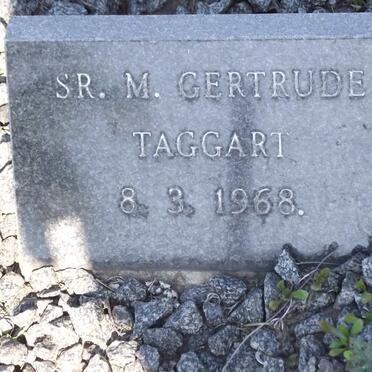 SR. M. GERTRUDE
TAGGART
8. 3. 1968.